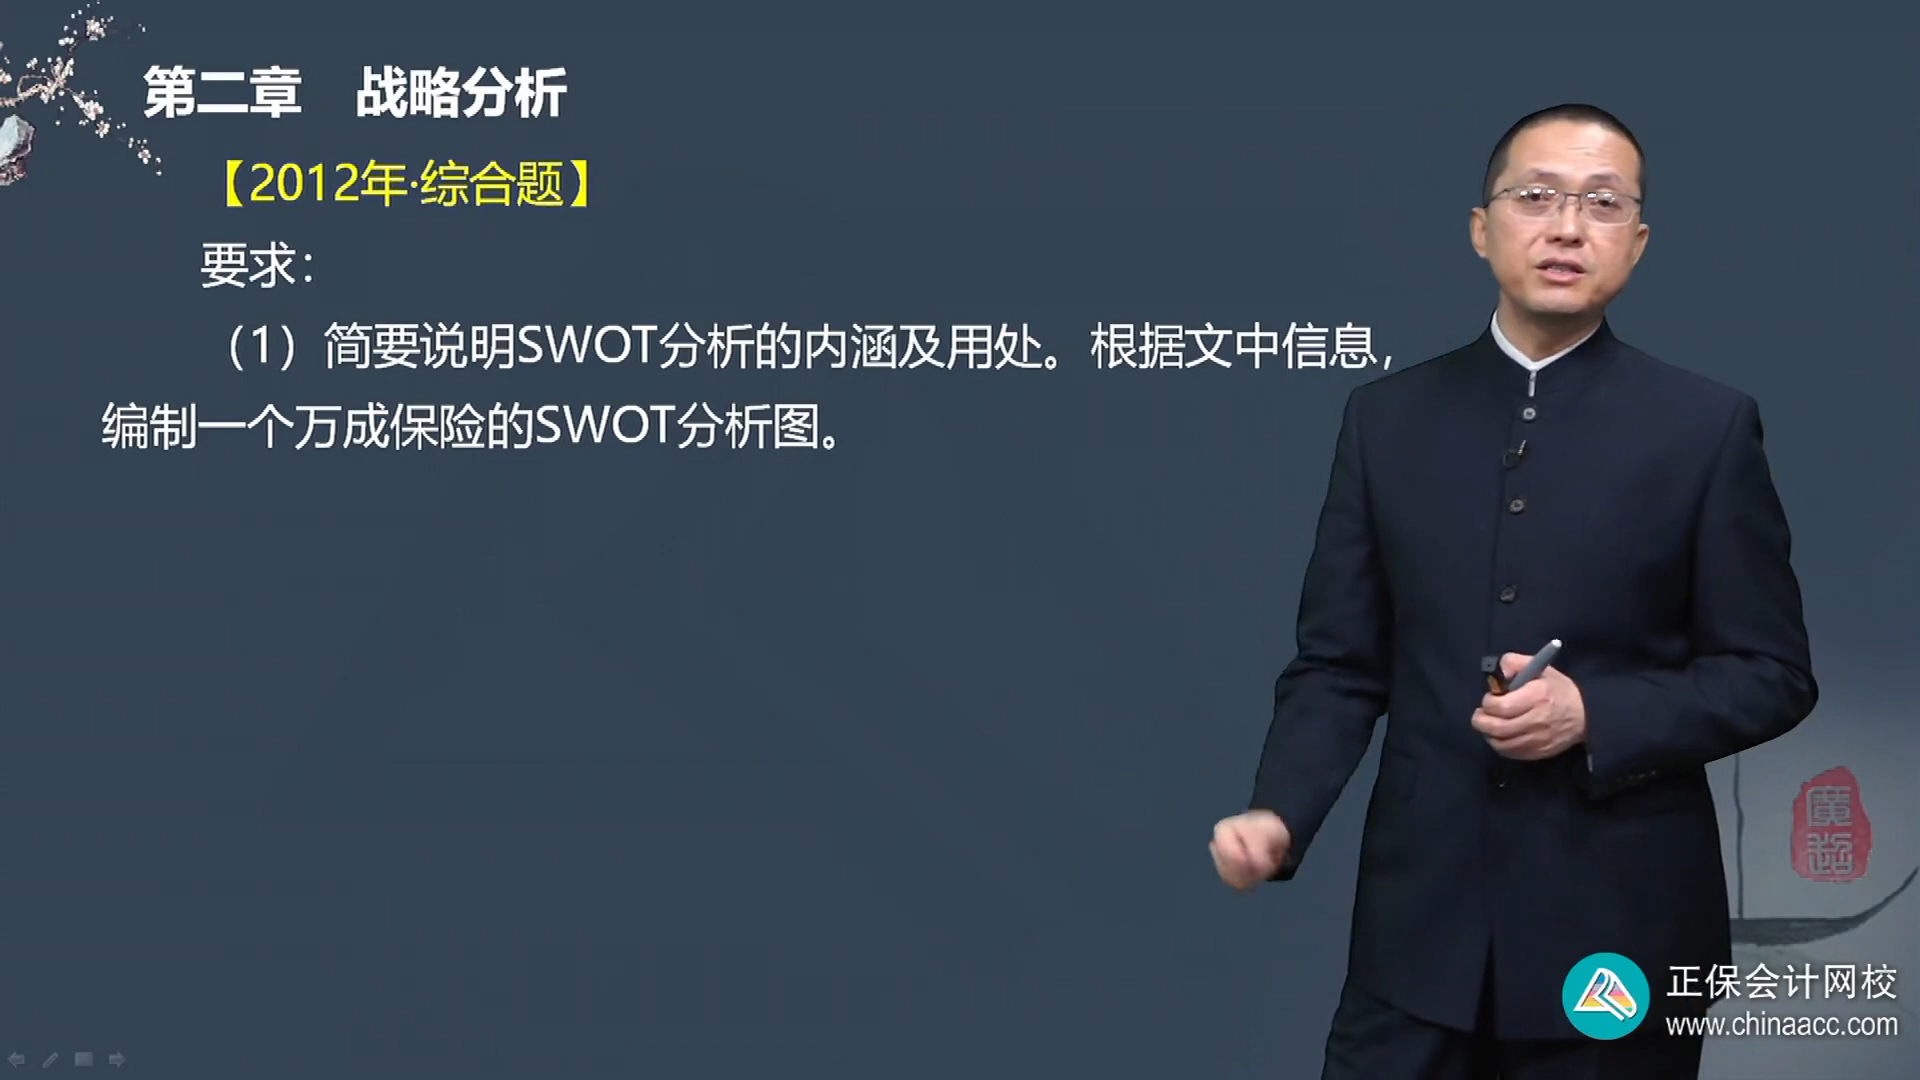 第二章 战略分析
【2012年·综合题】
要求：
（1）简要说明SWOT分析的内涵及用处。根据文中信息，
编制一个万成保险的SWOT分析图。
廣超
正保会计网校
www.chinaacc.com